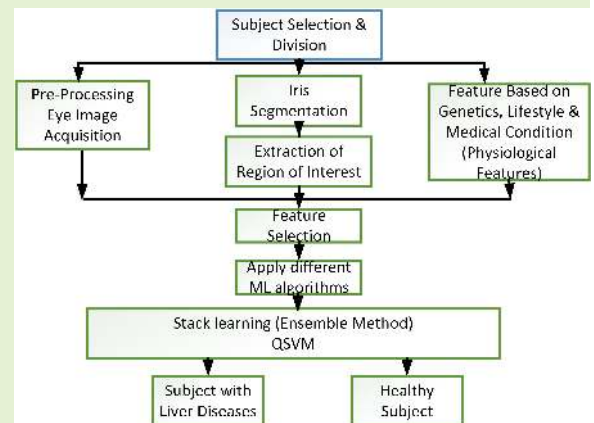 Subject Selection &
Division
Pre-Processing
Eye Image
Acquisition
Iris
Segmentation
Extraction of
Region of Interest
Feature Based on
Genetics, Lifestyle &
Medical Condition
(Physiological
Features)
Feature
Selection
Apply different
ML algorithms
Stack learning (Ensemble Method)
QSVM
Subject with
Liver Diseases
Healthy
Subject